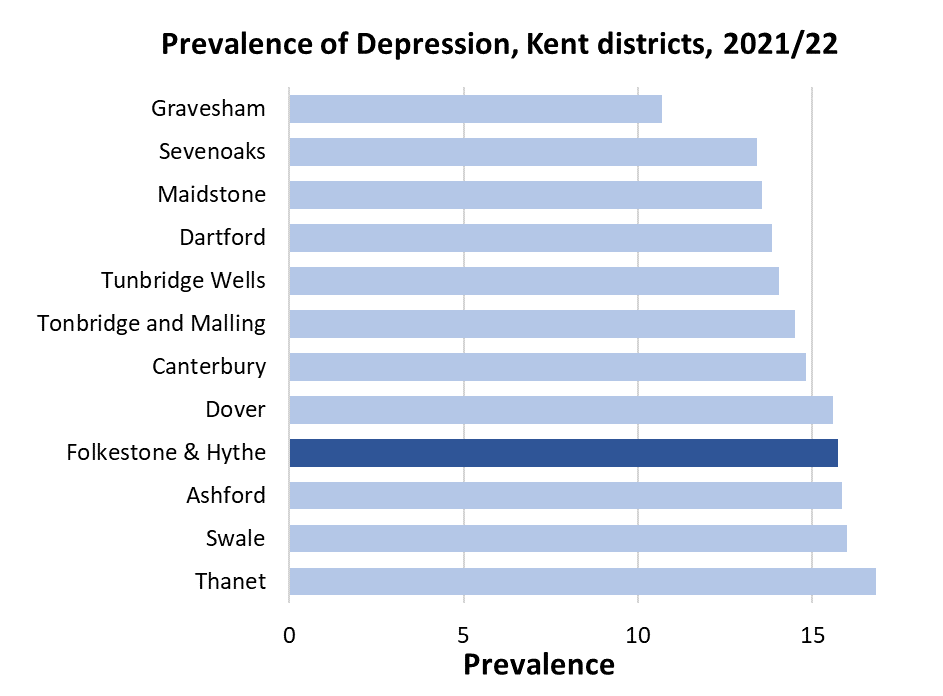 Prevalence of Depression, Kent districts, 2021/22
Gravesham
Sevenoaks
Maidstone
Dartford
Tunbridge Wells
Tonbridge and Malling
Canterbury
Dover
Folkestone & Hythe
Ashford
Swale
Thanet
0 5 10 15
Prevalence